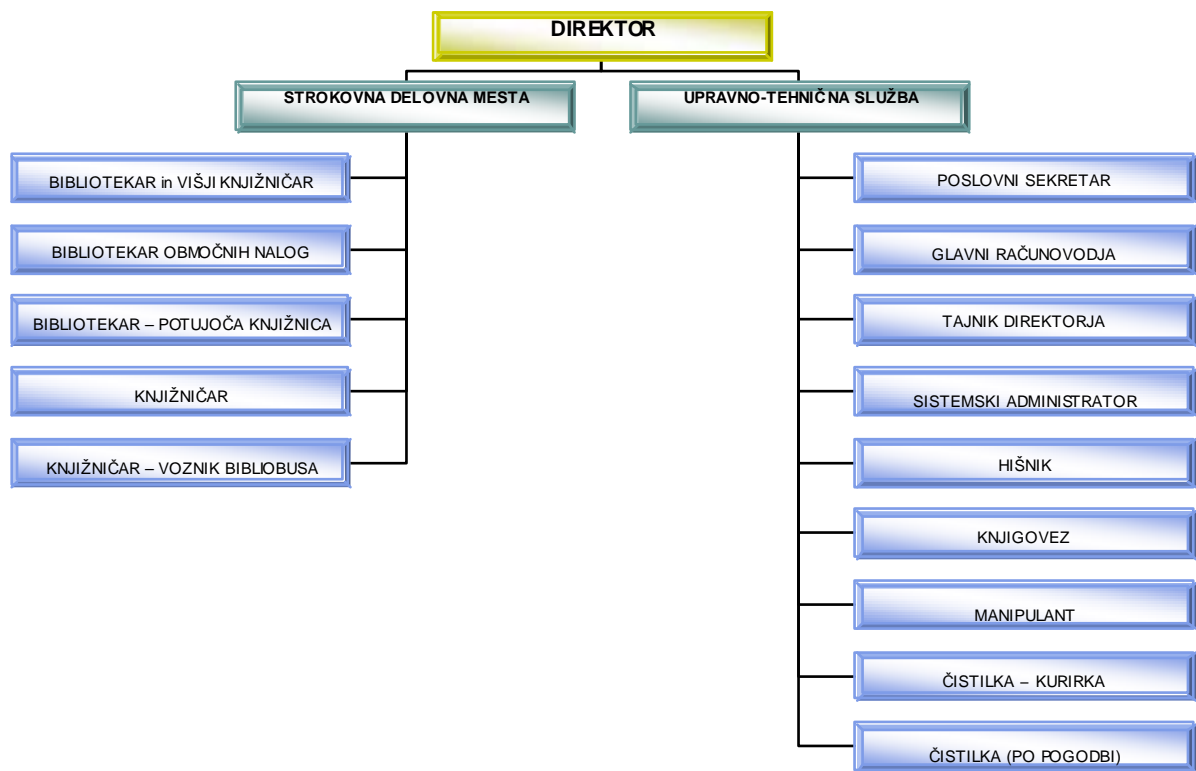 DIREKTOR
STROKOVNA DELOVNA MESTA
UPRAVNO-TEHNIČNA SLUŽBA
BIBLIOTEKAR in VIŠJI KNJIŽNIČAR
BIBLIOTEKAR OBMOČNIH NALOG
BIBLIOTEKAR – POTUJOČA KNJIŽNICA
KNJIŽNIČAR
KNJIŽNIČAR – VOZNIK BIBLIOBUSA
POSLOVNI SEKRETAR
GLAVNI RAČUNOVODJA
TAJNIK DIREKTORJA
SISTEMSKI ADMINISTRATOR
HIŠNIK
KNJIGOVEZ
MANIPULANT
ČISTILKA – KURIRKA
ČISTILKA (PO POGODBI)